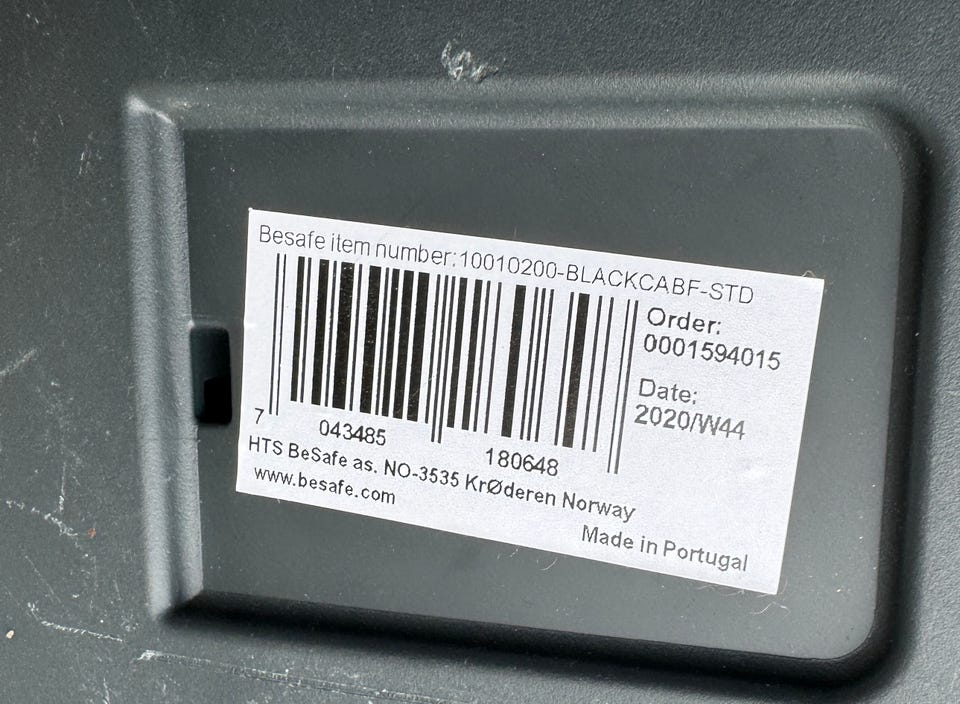 Besafe item number:10010200-BLACKCABF-STD
Order:
0001594015
Date:
2020/W44
7 043485 180648
HTS BeSafe as. NO-3535 KrØderen Norway
www.besafe.com
Made in Portugal